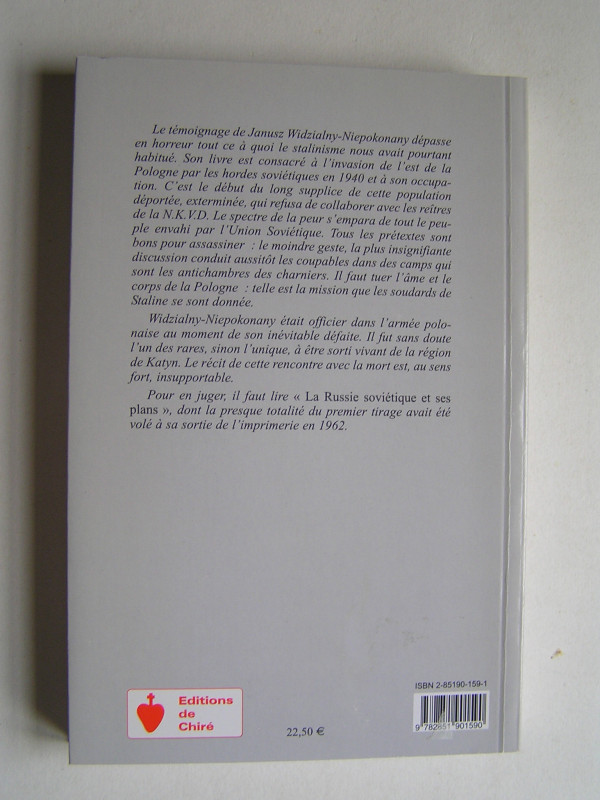 Le témoignage de Janusz Widzialny-Niepokonany dépasse
en horreur tout ce à quoi le stalinisme nous avait pourtant
habitué. Son livre est consacré à l'invasion de l'est de la
Pologne par les hordes soviétiques en 1940 et à son occupa-
tion. C'est le début du long supplice de cette population
déportée, exterminée, qui refusa de collaborer avec les reîtres
de la N.K.V.D. Le spectre de la peur s'empara de tout le peu-
ple envahi par l'Union Soviétique. Tous les prétextes sont
bons pour assassiner : le moindre geste, la plus insignifiante
discussion conduit aussitôt les coupables dans des camps qui
sont les antichambres des charniers. Il faut tuer l'âme et le
corps de la Pologne : telle est la mission que les soudards de
Staline se sont donnée.
Widzialny-Niepokonany était officier dans l'armée polo-
naise au moment de son inévitable défaite. Il fut sans doute
l'un des rares, sinon l'unique, à être sorti vivant de la région
de Katyn. Le récit de cette rencontre avec la mort est, au sens
fort, insupportable.
Pour en juger, il faut lire « La Russie soviétique et ses
plans », dont la presque totalité du premier tirage avait été
volé à sa sortie de l'imprimerie en 1962.
Editions
de
Chiré
22,50 €
ISBN 2-85190-159-1
9 782851 901590